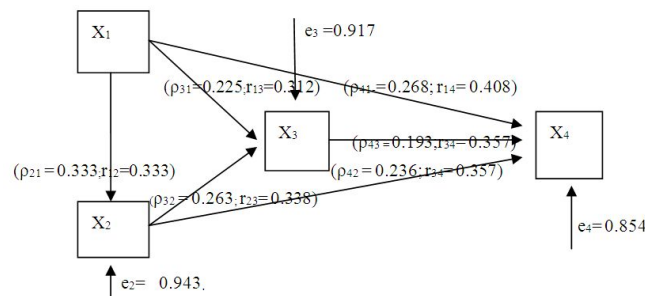 e3 =0.917
X1
(ρ31=0.225;r13=0.312)
(ρ41=0.268; r14= 0.408)
X3
X4
(ρ43 = 0.193,r34=0.357)
(ρ21 = 0.333;r12=0.333)
(ρ42 = 0.236; r34=0.357)
(ρ32 = 0.263; r23=0.338)
X2
e4=0.854
e2= 0.943.